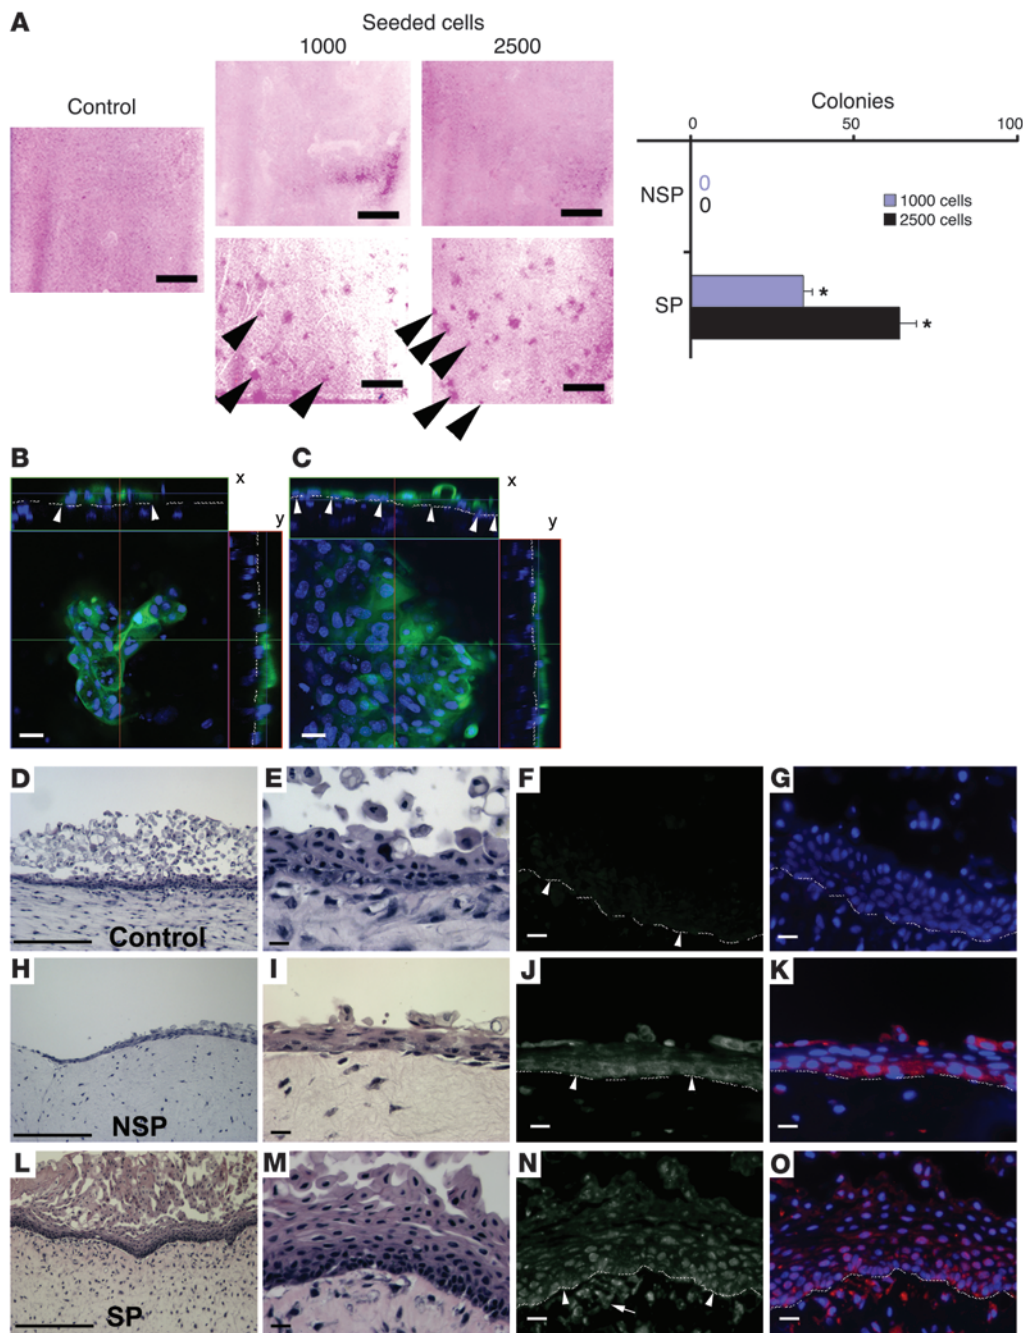 A
Seeded cells
1000 2500
Control
Colonies
0 50 100
NSP
0
0
1000 cells
2500 cells
SP
*
*
B
C
x
y
x
y
D
E
F
G
Control
H
I
J
K
NSP
L
M
N
O
SP